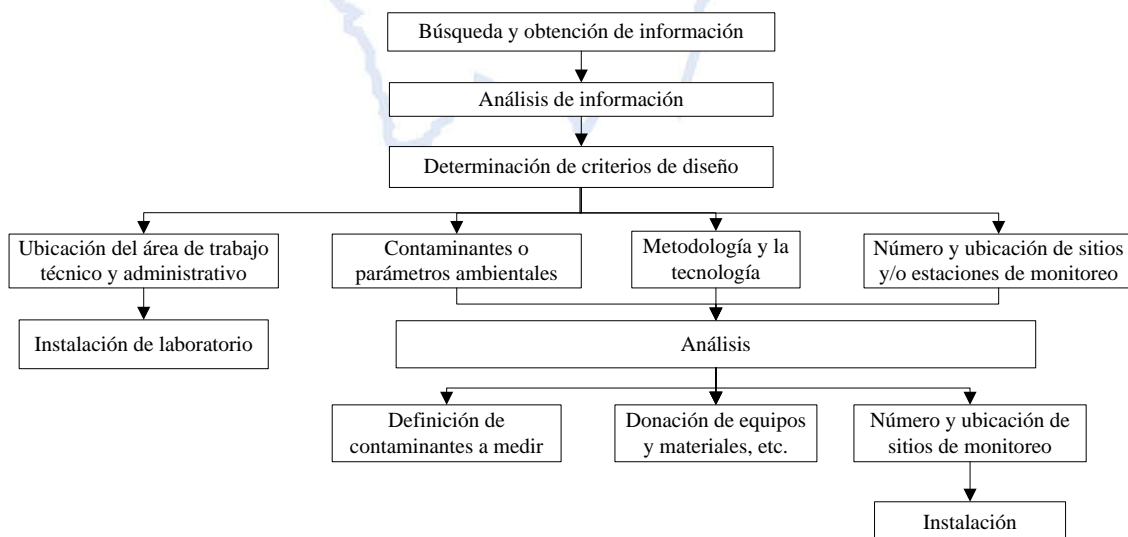 Búsqueda y obtención de información
Análisis de información
Determinación de criterios de diseño
Ubicación del área de trabajo
técnico y administrativo
Contaminantes o
parámetros ambientales
Metodología y la
tecnología
Número y ubicación de sitios
y/o estaciones de monitoreo
Instalación de laboratorio
Análisis
Definición de
contaminantes a medir
Donación de equipos
y materiales, etc.
Número y ubicación de
sitios de monitoreo
Instalación